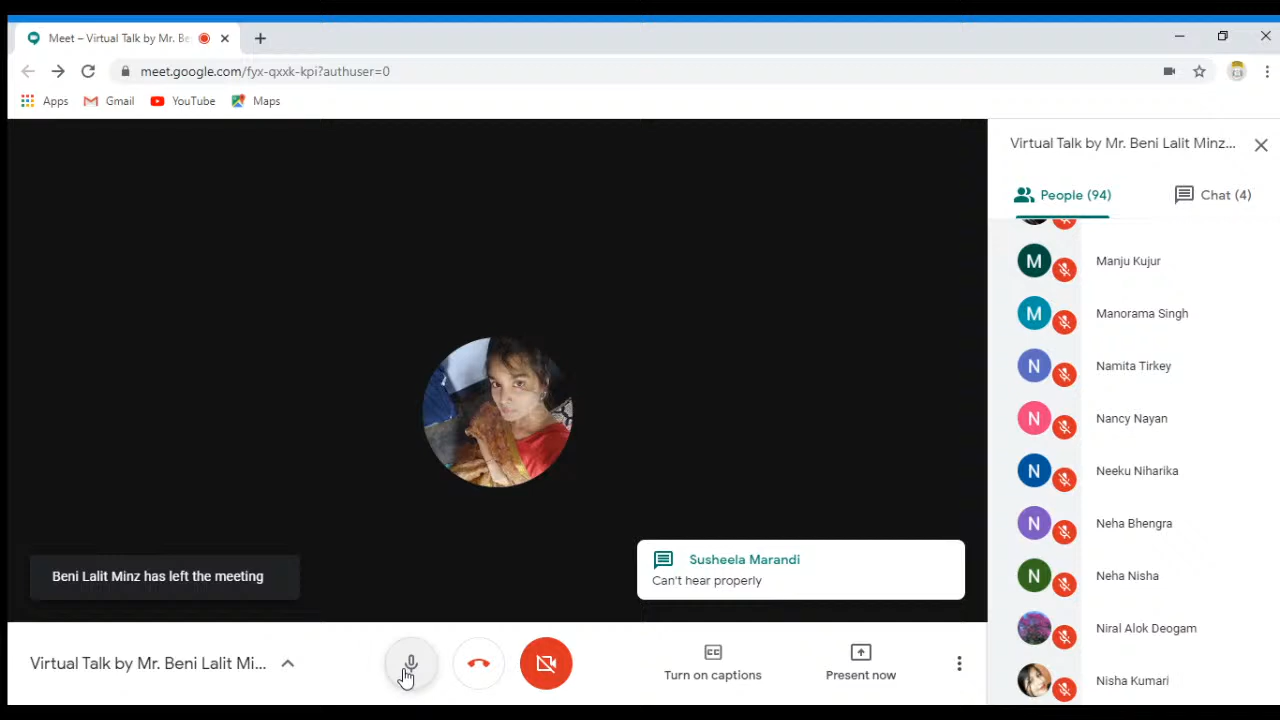 Meet – Virtual Talk by Mr. Be
meet.google.com/fyx-qxxk-kpi?authuser=0
Apps
Gmail
YouTube
Maps
Virtual Talk by Mr. Beni Lalit Minz...
People (94)
Chat (4)
M
Manju Kujur
M
Manorama Singh
N
Namita Tirkey
N
Nancy Nayan
N
Neeku Niharika
N
Neha Bhengra
N
Neha Nisha
Niral Alok Deogam
Nisha Kumari
Beni Lalit Minz has left the meeting
Susheela Marandi
Can't hear properly
Virtual Talk by Mr. Beni Lalit Mi...
CC
Turn on captions
Present now